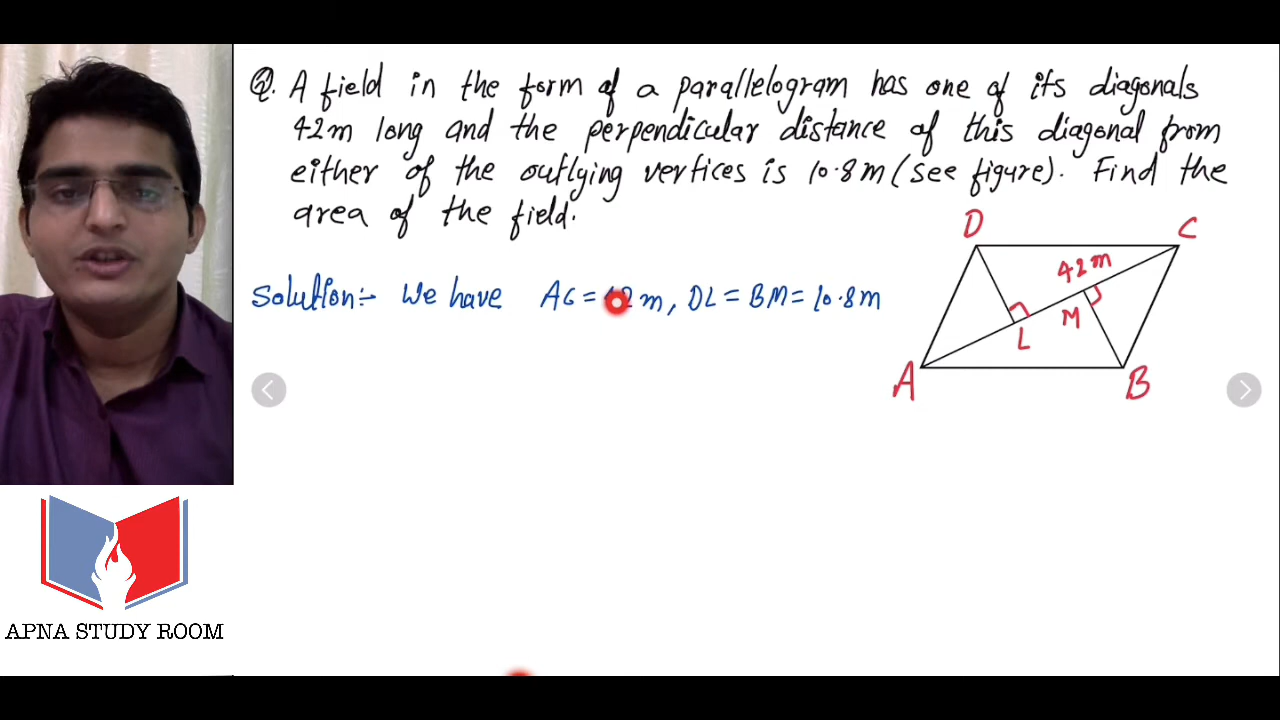 Q. A field in the form of a parallelogram has one of its diagonals
42m long and the perpendicular distance of this diagonal from
either of the outlying vertices is 10.8m (see figure). Find the
area of the field.
D
C
42m
Solution:- We have AC = 42m, DL = BM = 10.8m
M
L
A
B
APNA STUDY ROOM